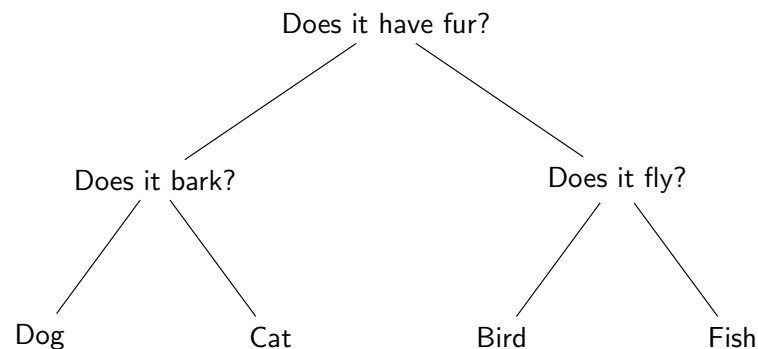 Does it have fur?
Does it bark?
Does it fly?
Dog
Cat
Bird
Fish